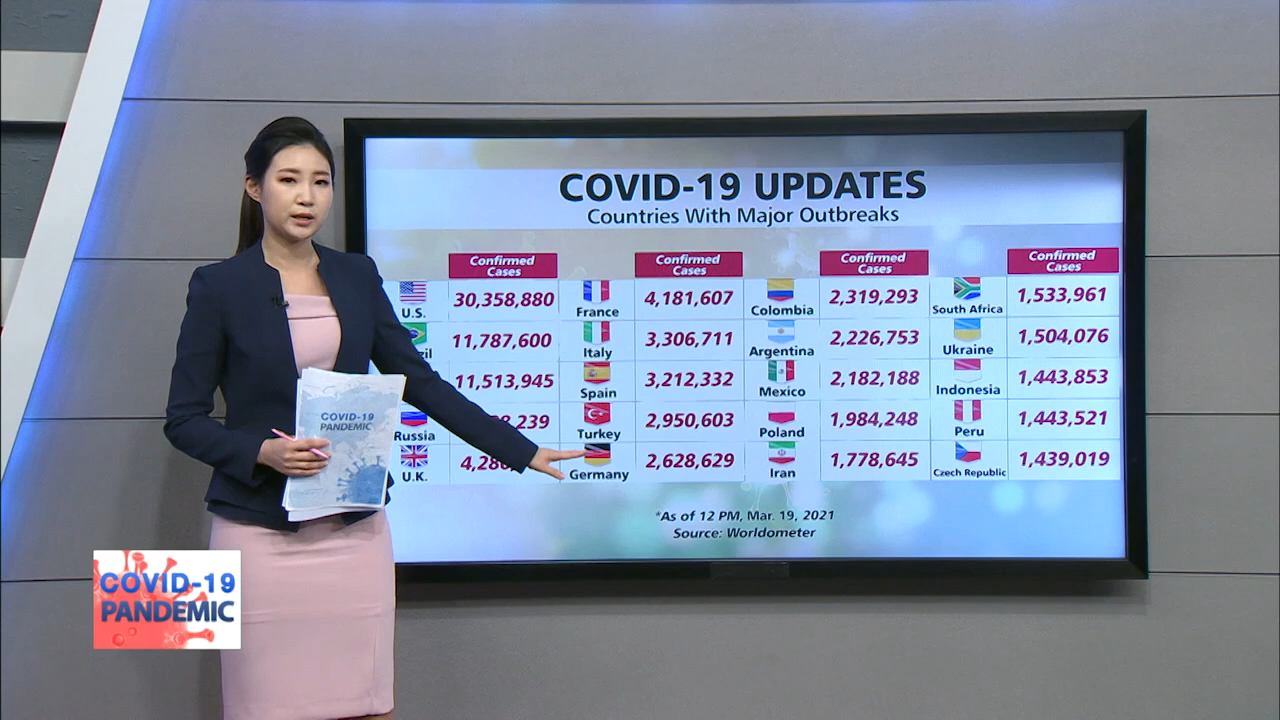 COVID-19 UPDATES
Countries With Major Outbreaks
Confirmed Cases Confirmed Cases Confirmed Cases Confirmed Cases
U.S. 30,358,880 France 4,181,607 Colombia 2,319,293 South Africa 1,533,961
11,787,600 Italy 3,306,711 Argentina 2,226,753 Ukraine 1,504,076
11,513,945 Spain 3,212,332 Mexico 2,182,188 Indonesia 1,443,853
Russia 8,239 Turkey 2,950,603 Poland 1,984,248 Peru 1,443,521
U.K. 4,28 Germany 2,628,629 Iran 1,778,645 Czech Republic 1,439,019
*As of 12 PM, Mar. 19, 2021
Source: Worldometer
COVID-19
PANDEMIC
COVID-19
PANDEMIC